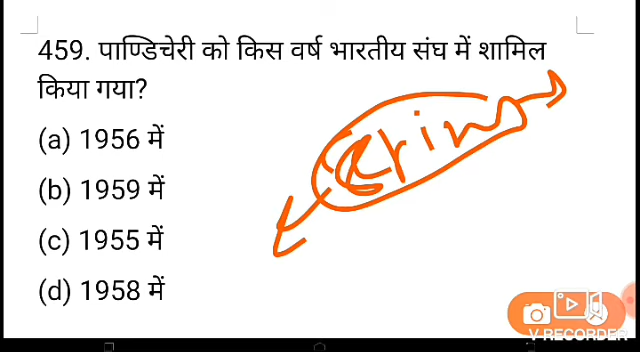 459. पाण्डिचेरी को किस वर्ष भारतीय संघ में शामिल
किया गया?
(a) 1956 में
(b) 1959 में
(c) 1955 में
(d) 1958 में
V RECORDER